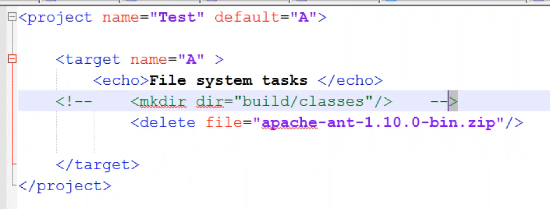 <project name="Test" default="A">
<target name="A" >
<echo>File system tasks </echo>
<!-- <mkdir dir="build/classes"/> -->
<delete file="apache-ant-1.10.0-bin.zip"/>
</target>
</project>